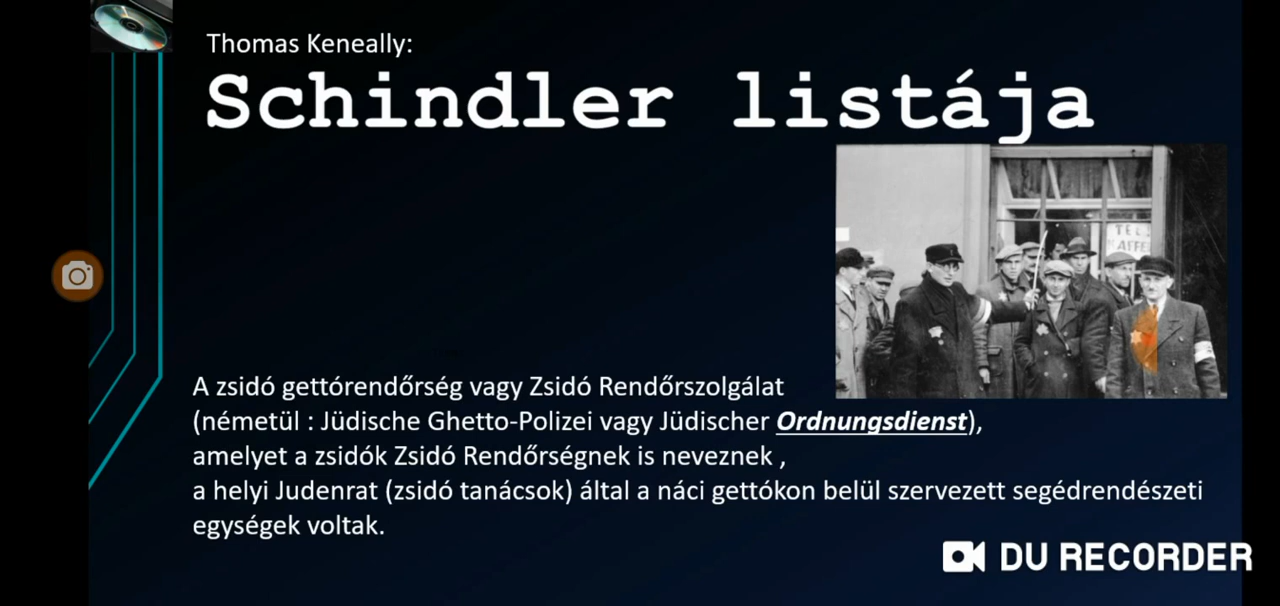 Thomas Keneally:
Schindler listája
KAFFE
A zsidó gettórendőrség vagy Zsidó Rendőrszolgálat
(németül : Jüdische Ghetto-Polizei vagy Jüdischer Ordnungsdienst),
amelyet a zsidók Zsidó Rendőrségnek is neveznek ,
a helyi Judenrat (zsidó tanácsok) által a náci gettókon belül szervezett segédrendészeti
egységek voltak.
DU RECORDER